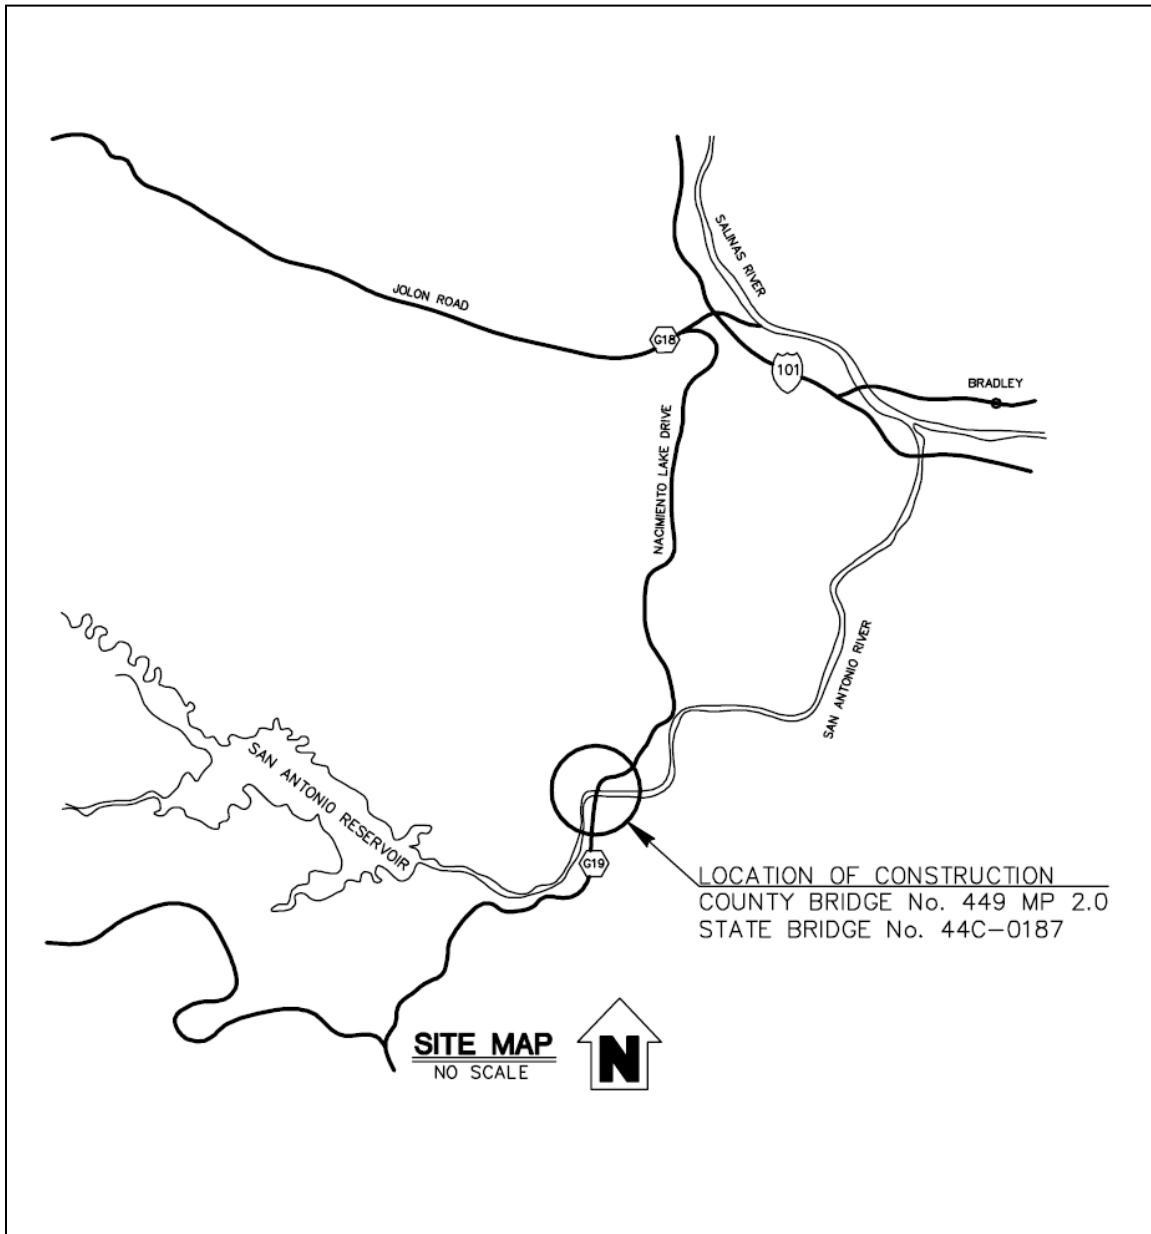 SALINAS RIVER
JOLON ROAD
G18
101
BRADLEY
NACIMIENTO LAKE DRIVE
SAN ANTONIO RIVER
SAN ANTONIO RESERVOIR
G19
LOCATION OF CONSTRUCTION
COUNTY BRIDGE No. 449 MP 2.0
STATE BRIDGE No. 44C-0187
SITE MAP
NO SCALE
N